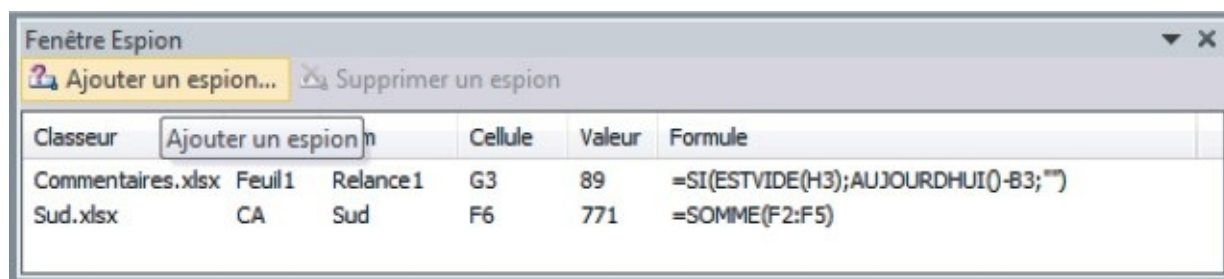 Fenêtre Espion
Ajouter un espion... Supprimer un espion
Classeur Ajouter un espion Cellule Valeur Formule
Commentaires.xlsx Feuil1 Relance1 G3 89 =SI(ESTVIDE(H3);AUJOURDHUI()-B3;"")
Sud.xlsx CA Sud F6 771 =SOMME(F2:F5)